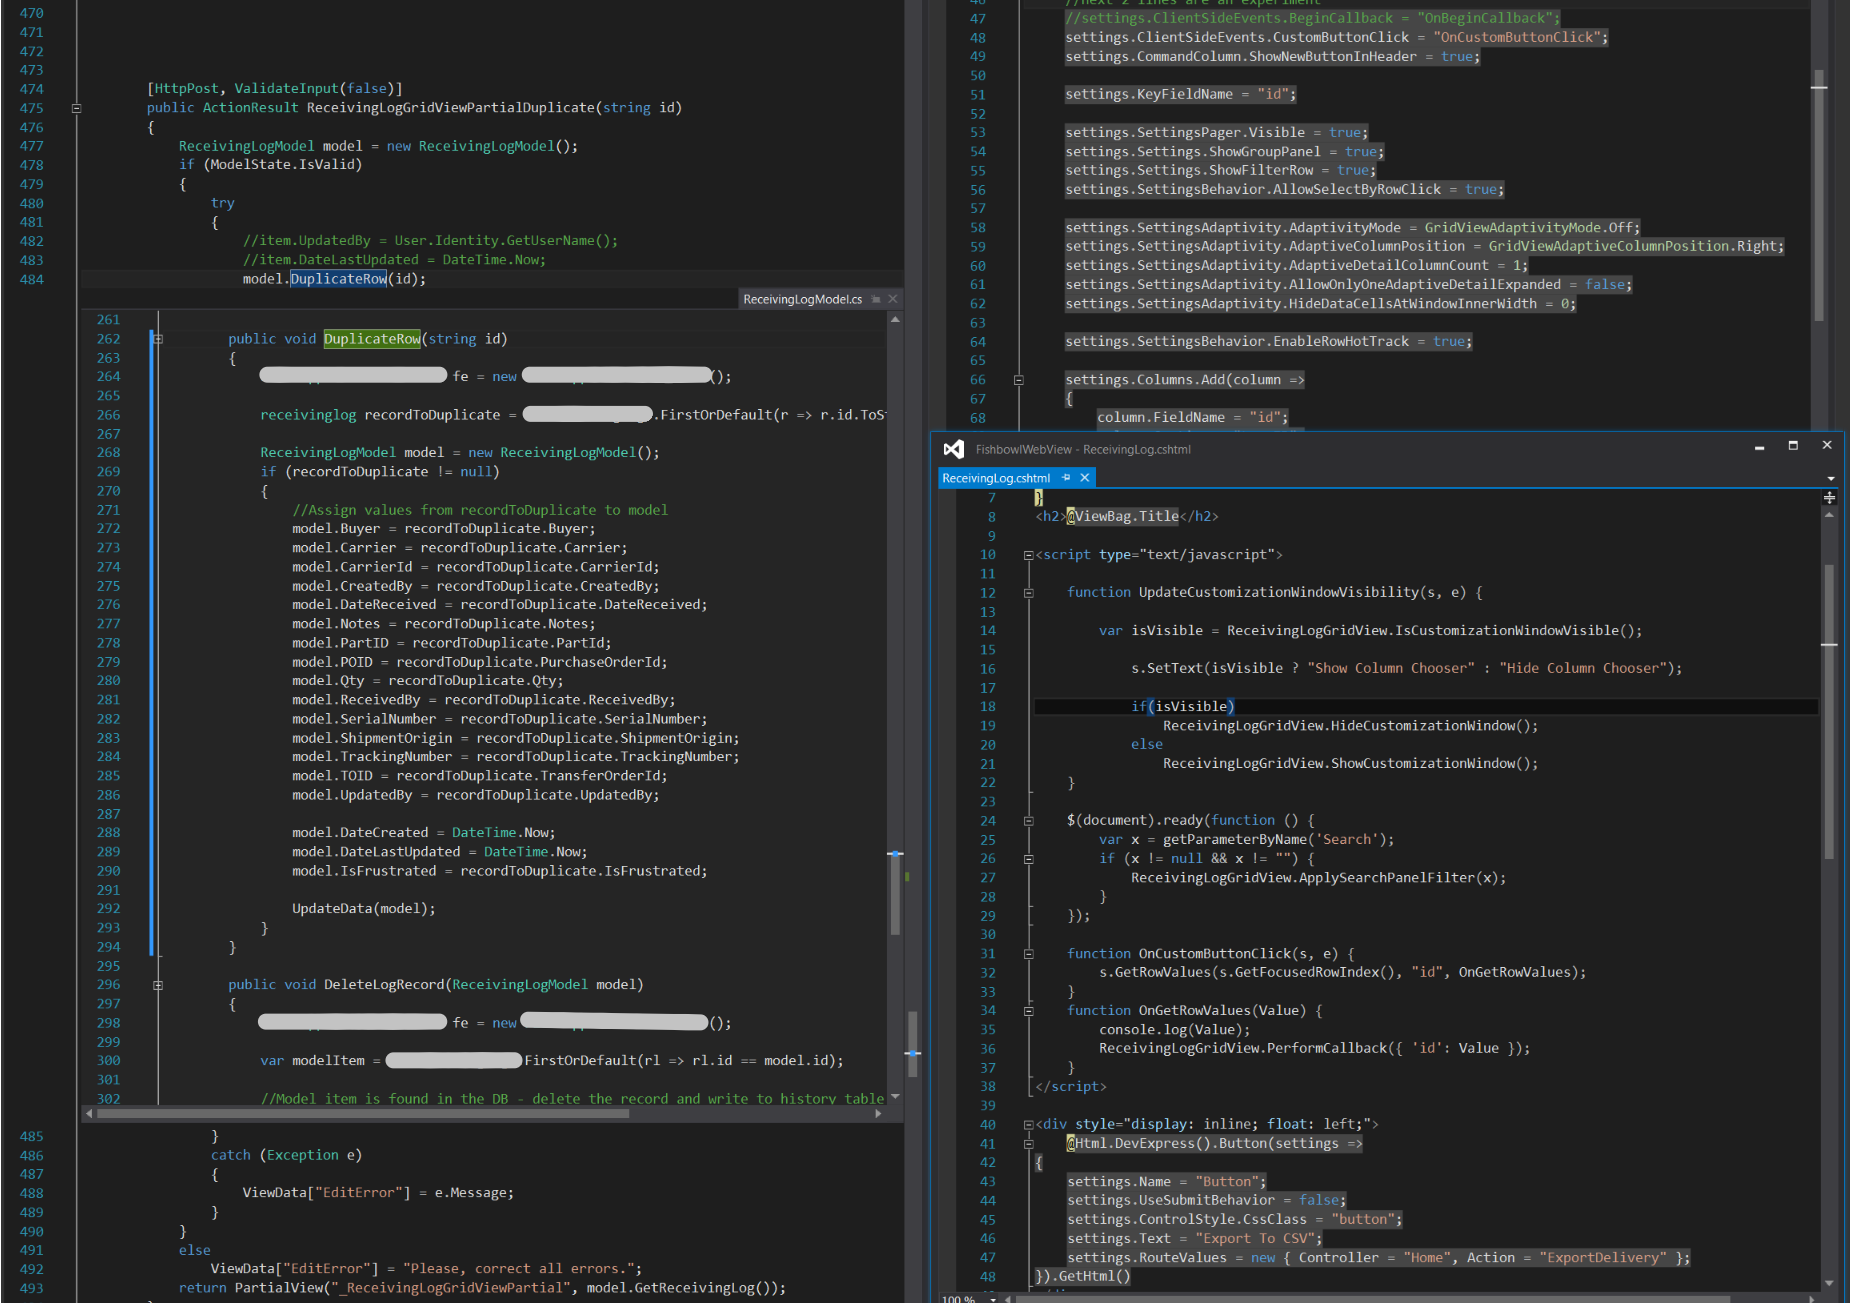 470
471
472
473
474 [HttpPost, ValidateInput(false)]
475 public ActionResult ReceivingLogGridViewPartialDuplicate(string id)
476 {
477 ReceivingLogModel model = new ReceivingLogModel();
478 if (ModelState.IsValid)
479 {
480 try
481 {
482 //item.UpdatedBy = User.Identity.GetUserName();
483 //item.DateLastUpdated = DateTime.Now;
484 model.DuplicateRow(id);
ReceivingLogModel.cs
261
262 public void DuplicateRow(string id)
263 {
264 fe = new ();
265
266 receivinglog recordToDuplicate = .FirstOrDefault(r => r.id.ToSt
267
268 ReceivingLogModel model = new ReceivingLogModel();
269 if (recordToDuplicate != null)
270 {
271 //Assign values from recordToDuplicate to model
272 model.Buyer = recordToDuplicate.Buyer;
273 model.Carrier = recordToDuplicate.Carrier;
274 model.CarrierId = recordToDuplicate.CarrierId;
275 model.CreatedBy = recordToDuplicate.CreatedBy;
276 model.DateReceived = recordToDuplicate.DateReceived;
277 model.Notes = recordToDuplicate.Notes;
278 model.PartID = recordToDuplicate.PartId;
279 model.POID = recordToDuplicate.PurchaseOrderId;
280 model.Qty = recordToDuplicate.Qty;
281 model.ReceivedBy = recordToDuplicate.ReceivedBy;
282 model.SerialNumber = recordToDuplicate.SerialNumber;
283 model.ShipmentOrigin = recordToDuplicate.ShipmentOrigin;
284 model.TrackingNumber = recordToDuplicate.TrackingNumber;
285 model.TOID = recordToDuplicate.TransferOrderId;
286 model.UpdatedBy = recordToDuplicate.UpdatedBy;
287
288 model.DateCreated = DateTime.Now;
289 model.DateLastUpdated = DateTime.Now;
290 model.IsFrustrated = recordToDuplicate.IsFrustrated;
291
292 UpdateData(model);
293 }
294 }
295
296 public void DeleteLogRecord(ReceivingLogModel model)
297 {
298 fe = new ();
299
300 var modelItem = FirstOrDefault(rl => rl.id == model.id);
301
302 //Model item is found in the DB - delete the record and write to history table
485 }
486 catch (Exception e)
487 {
488 ViewData["EditError"] = e.Message;
489 }
490 }
491 else
492 ViewData["EditError"] = "Please, correct all errors.";
493 return PartialView("_ReceivingLogGridViewPartial", model.GetReceivingLog());
46 //next 2 lines are an experiment
47 //settings.ClientSideEvents.BeginCallback = "OnBeginCallback";
48 settings.ClientSideEvents.CustomButtonClick = "OnCustomButtonClick";
49 settings.CommandColumn.ShowNewButtonInHeader = true;
50
51 settings.KeyFieldName = "id";
52
53 settings.SettingsPager.Visible = true;
54 settings.Settings.ShowGroupPanel = true;
55 settings.Settings.ShowFilterRow = true;
56 settings.SettingsBehavior.AllowSelectByRowClick = true;
57
58 settings.SettingsAdaptivity.AdaptivityMode = GridViewAdaptivityMode.Off;
59 settings.SettingsAdaptivity.AdaptiveColumnPosition = GridViewAdaptiveColumnPosition.Right;
60 settings.SettingsAdaptivity.AdaptiveDetailColumnCount = 1;
61 settings.SettingsAdaptivity.AllowOnlyOneAdaptiveDetailExpanded = false;
62 settings.SettingsAdaptivity.HideDataCellsAtWindowInnerWidth = 0;
63
64 settings.SettingsBehavior.EnableRowHotTrack = true;
65
66 settings.Columns.Add(column =>
67 {
68 column.FieldName = "id";
FishbowlWebView - ReceivingLog.cshtml
ReceivingLog.cshtml
7 }
8 <h2>@ViewBag.Title</h2>
9
10 <script type="text/javascript">
11
12 function UpdateCustomizationWindowVisibility(s, e) {
13
14 var isVisible = ReceivingLogGridView.IsCustomizationWindowVisible();
15
16 s.SetText(isVisible ? "Show Column Chooser" : "Hide Column Chooser");
17
18 if(isVisible)
19 ReceivingLogGridView.HideCustomizationWindow();
20 else
21 ReceivingLogGridView.ShowCustomizationWindow();
22 }
23
24 $(document).ready(function () {
25 var x = getParameterByName('Search');
26 if (x != null && x != "") {
27 ReceivingLogGridView.ApplySearchPanelFilter(x);
28 }
29 });
30
31 function OnCustomButtonClick(s, e) {
32 s.GetRowValues(s.GetFocusedRowIndex(), "id", OnGetRowValues);
33 }
34 function OnGetRowValues(Value) {
35 console.log(Value);
36 ReceivingLogGridView.PerformCallback({ 'id': Value });
37 }
38 </script>
39
40 <div style="display: inline; float: left;">
41 @Html.DevExpress().Button(settings =>
42 {
43 settings.Name = "Button";
44 settings.UseSubmitBehavior = false;
45 settings.ControlStyle.CssClass = "button";
46 settings.Text = "Export To CSV";
47 settings.RouteValues = new { Controller = "Home", Action = "ExportDelivery" };
48 }).GetHtml()
100 %